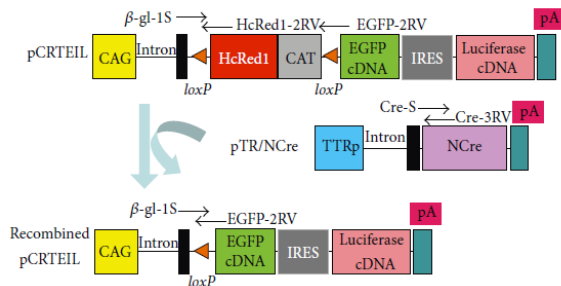 β-gl-1S HcRed1-2RV EGFP-2RV pA
pCRTEIL CAG Intron HcRed1 CAT EGFP cDNA IRES Luciferase cDNA
loxP loxP
Cre-S Cre-3RV pA
pTR/NCre TTRp Intron NCre
β-gl-1S EGFP-2RV pA
Recombined pCRTEIL CAG Intron EGFP cDNA IRES Luciferase cDNA
loxP